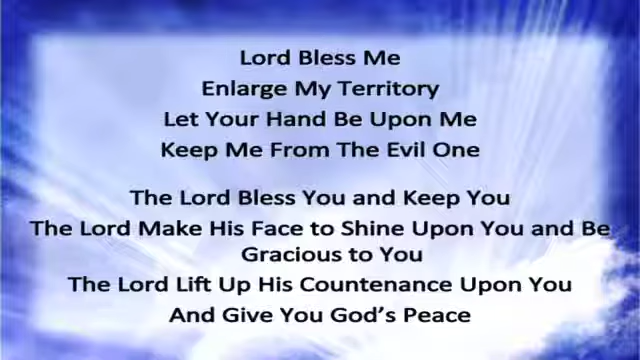 Lord Bless Me
Enlarge My Territory
Let Your Hand Be Upon Me
Keep Me From The Evil One
The Lord Bless You and Keep You
The Lord Make His Face to Shine Upon You and Be
Gracious to You
The Lord Lift Up His Countenance Upon You
And Give You God’s Peace